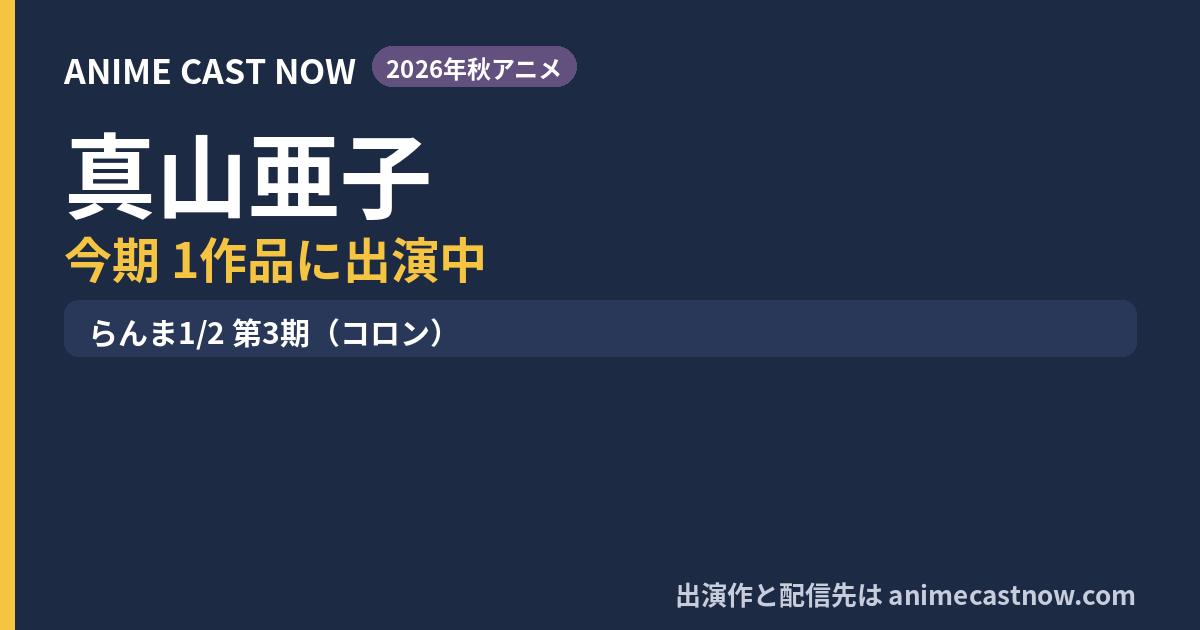 ANIME CAST NOW 2026年秋アニメ
真山亜子
今期 1作品に出演中
らんま1/2 第3期（コロン）
出演作と配信先は animecastnow.com